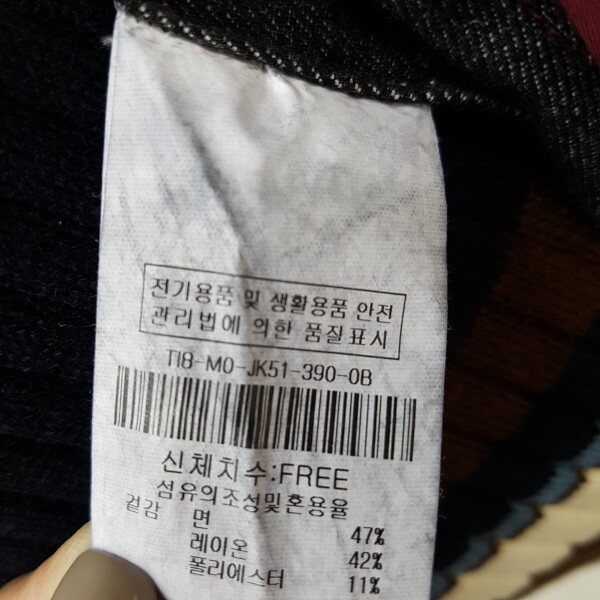 전기용품 및 생활용품 안전
관리법에 의한 품질표시
T18-M0-JK51-390-0B
신체치수:FREE
섬유의조성및혼용율
겉감 면 47%
레이온 42%
폴리에스터 11%